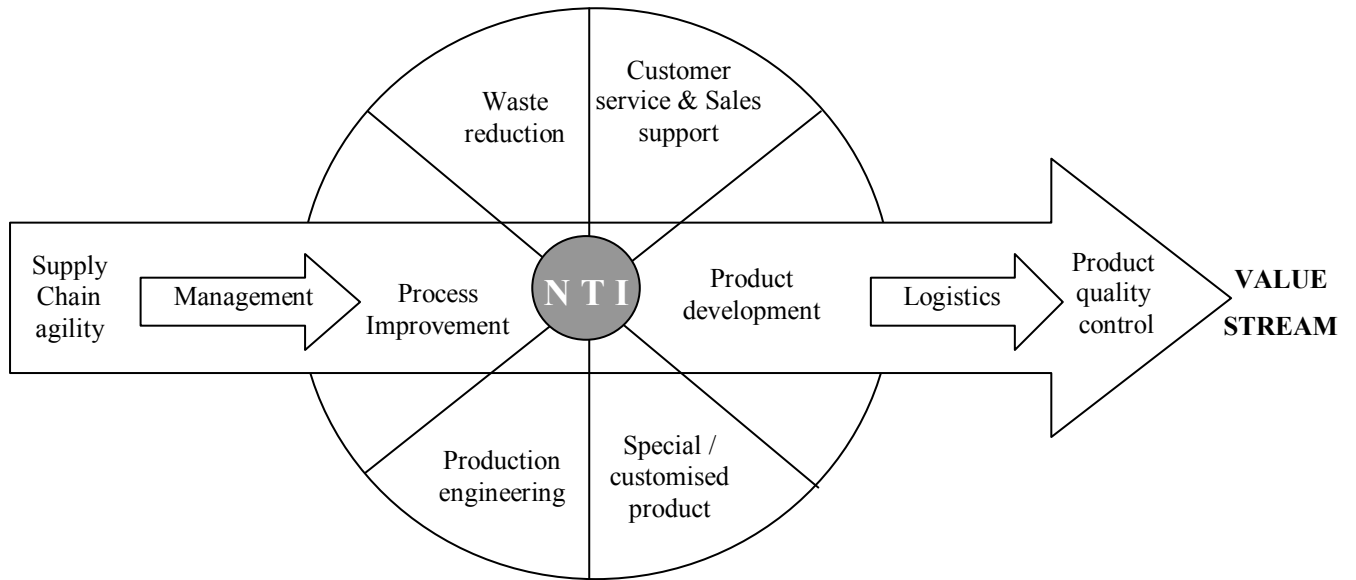 Waste
reduction
Customer
service & Sales
support
Supply
Chain
agility
Management
Process
Improvement
N T I
Product
development
Logistics
Product
quality
control
VALUE
STREAM
Production
engineering
Special /
customised
product